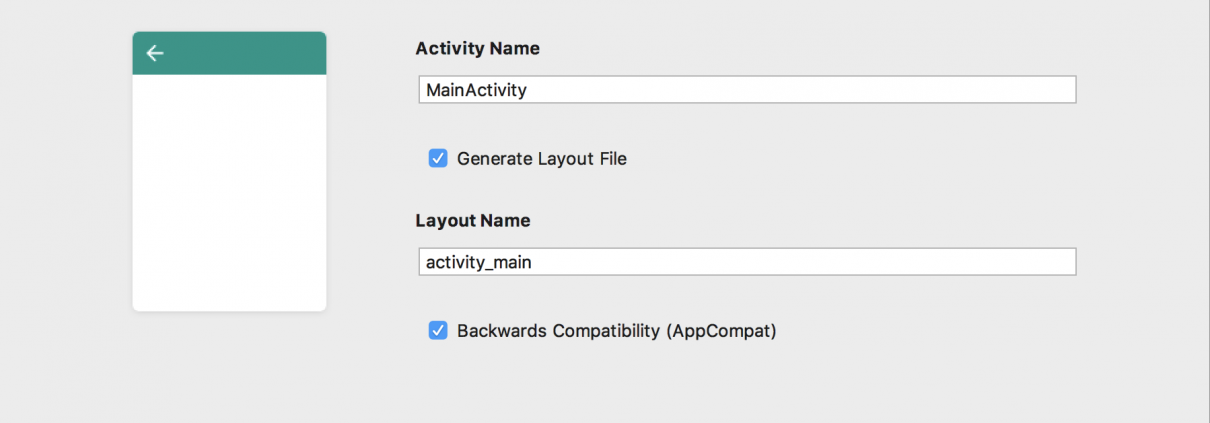 Activity Name
MainActivity
Generate Layout File
Layout Name
activity_main
Backwards Compatibility (AppCompat)